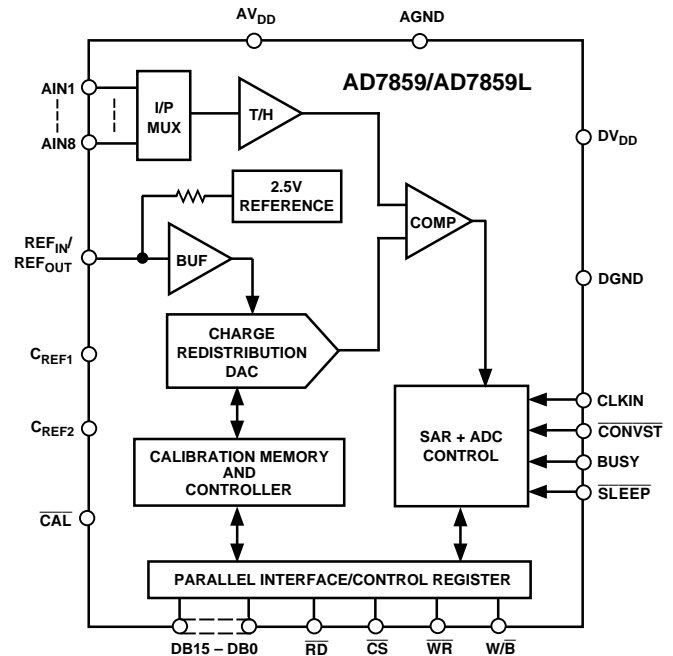 AVDD
AGND
AD7859/AD7859L
AIN1
AIN8
I/P
MUX
T/H
DVDD
2.5V
REFERENCE
COMP
REFIN/
REFOUT
BUF
DGND
CHARGE
REDISTRIBUTION
DAC
CREF1
CLKIN
CREF2
CONVST
SAR + ADC
CONTROL
CALIBRATION MEMORY
AND
CONTROLLER
BUSY
SLEEP
CAL
PARALLEL INTERFACE/CONTROL REGISTER
DB15 – DB0
RD
CS
WR
W/B